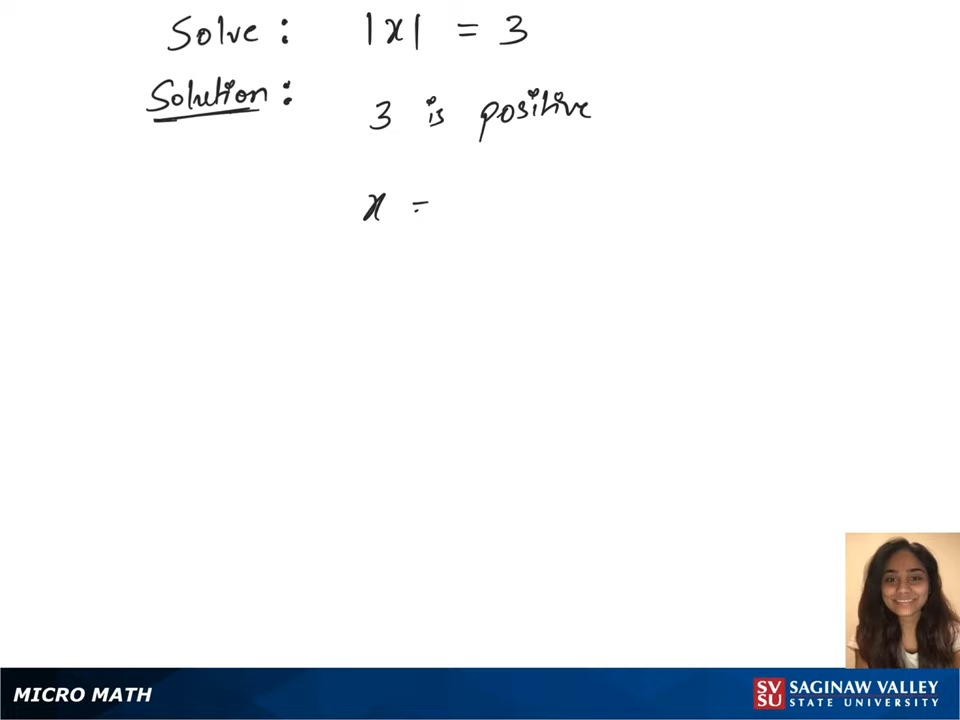 Solve : |x| = 3
Solution :
3 is positive
x =
MICRO MATH
SV SU SAGINAW VALLEY STATE UNIVERSITY